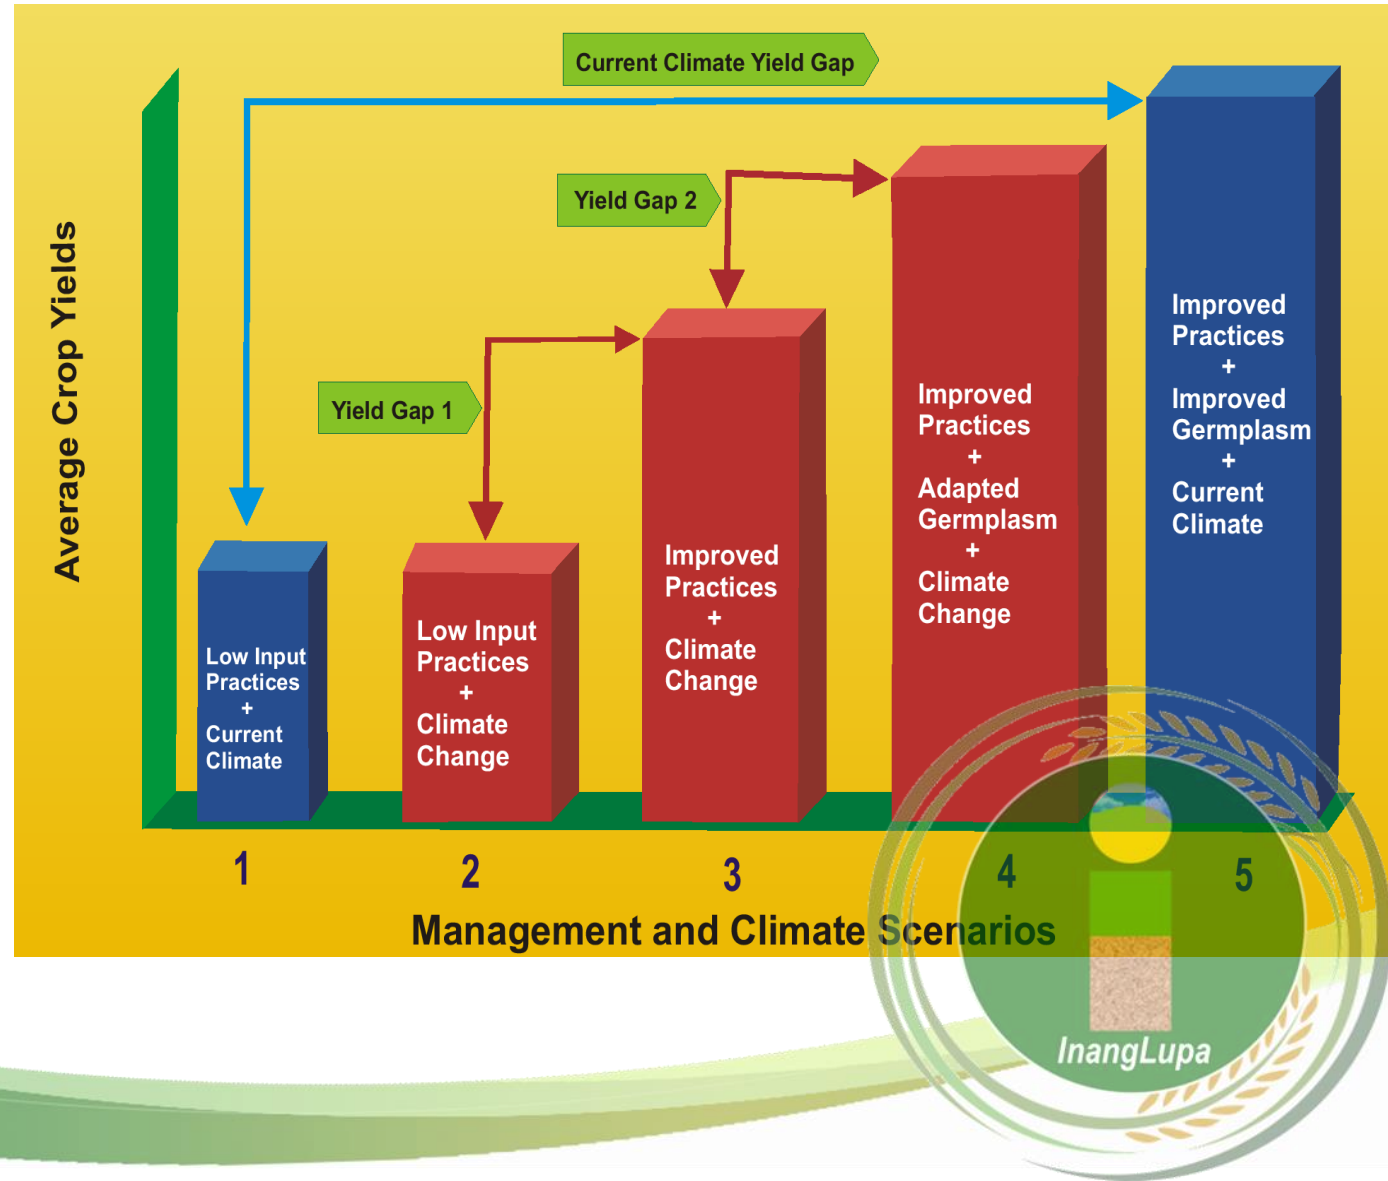 Current Climate Yield Gap
Yield Gap 2
Yield Gap 1
Average Crop Yields
Low Input
Practices
+
Current
Climate
Low Input
Practices
+
Climate
Change
Improved
Practices
+
Climate
Change
Improved
Practices
+
Adapted
Germplasm
+
Climate
Change
Improved
Practices
+
Improved
Germplasm
+
Current
Climate
1 2 3 4 5
Management and Climate Scenarios
InangLupa